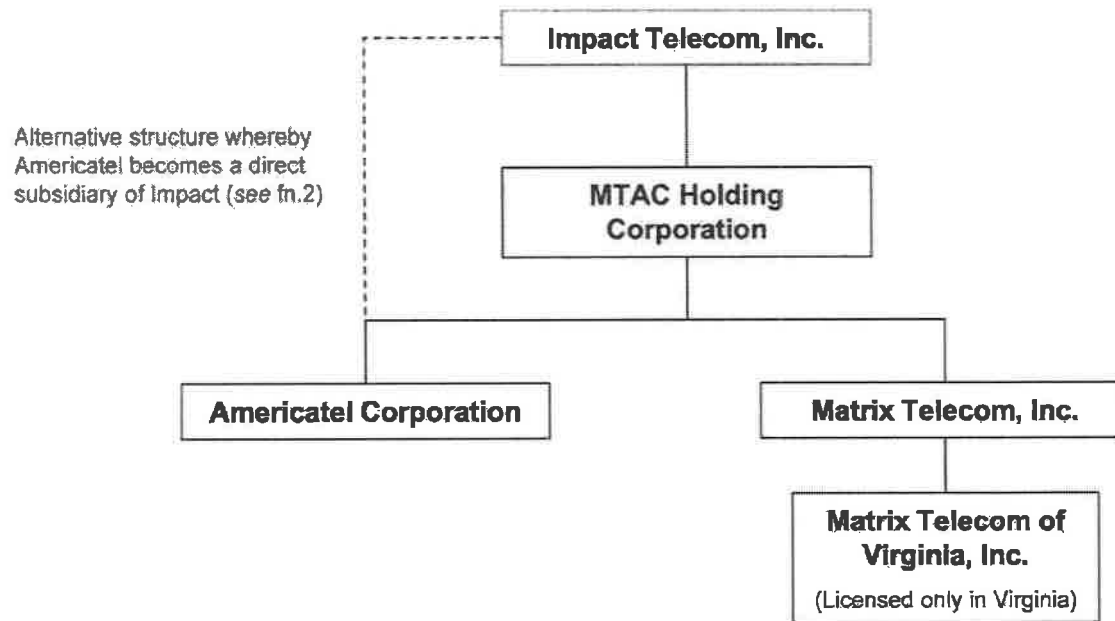 Impact Telecom, Inc.
Alternative structure whereby
Americatel becomes a direct
subsidiary of Impact (see fn.2)
MTAC Holding
Corporation
Americatel Corporation
Matrix Telecom, Inc.
Matrix Telecom of
Virginia, Inc.
(Licensed only in Virginia)